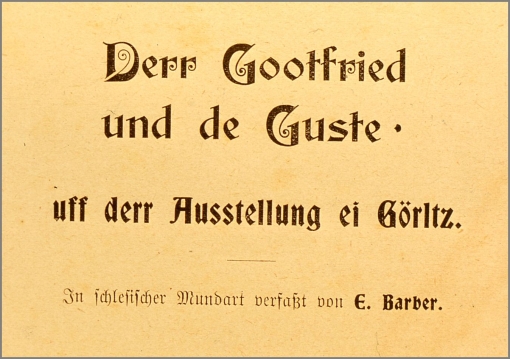 Derr Gootfried
und de Guste ·
uff derr Ausstellung ei Görltz.
In schlesischer Mundart verfaßt von E. Barber.